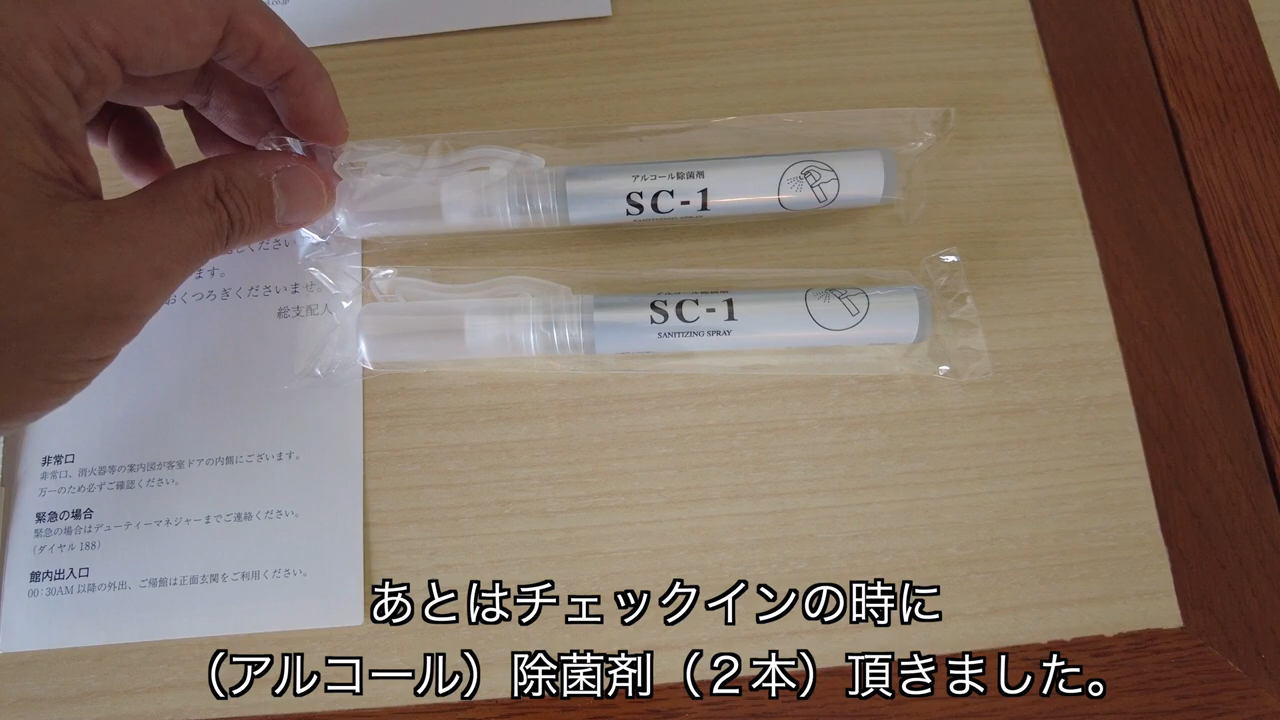 アルコール除菌剤
SC-1
SC-1
SANITIZING SPRAY
ください
ます。
おくつろぎくださいませ。
総支配人
非常口
非常口、消火器等の案内図が客室ドアの内側にございます。
万一のため必ずご確認ください。
緊急の場合
緊急の場合はデューティーマネジャーまでご連絡ください。
(ダイヤル 188)
館内出入口
00:30AM 以降の外出、ご帰館は正面玄関をご利用ください。
あとはチェックインの時に
(アルコール)除菌剤(2本)頂きました。